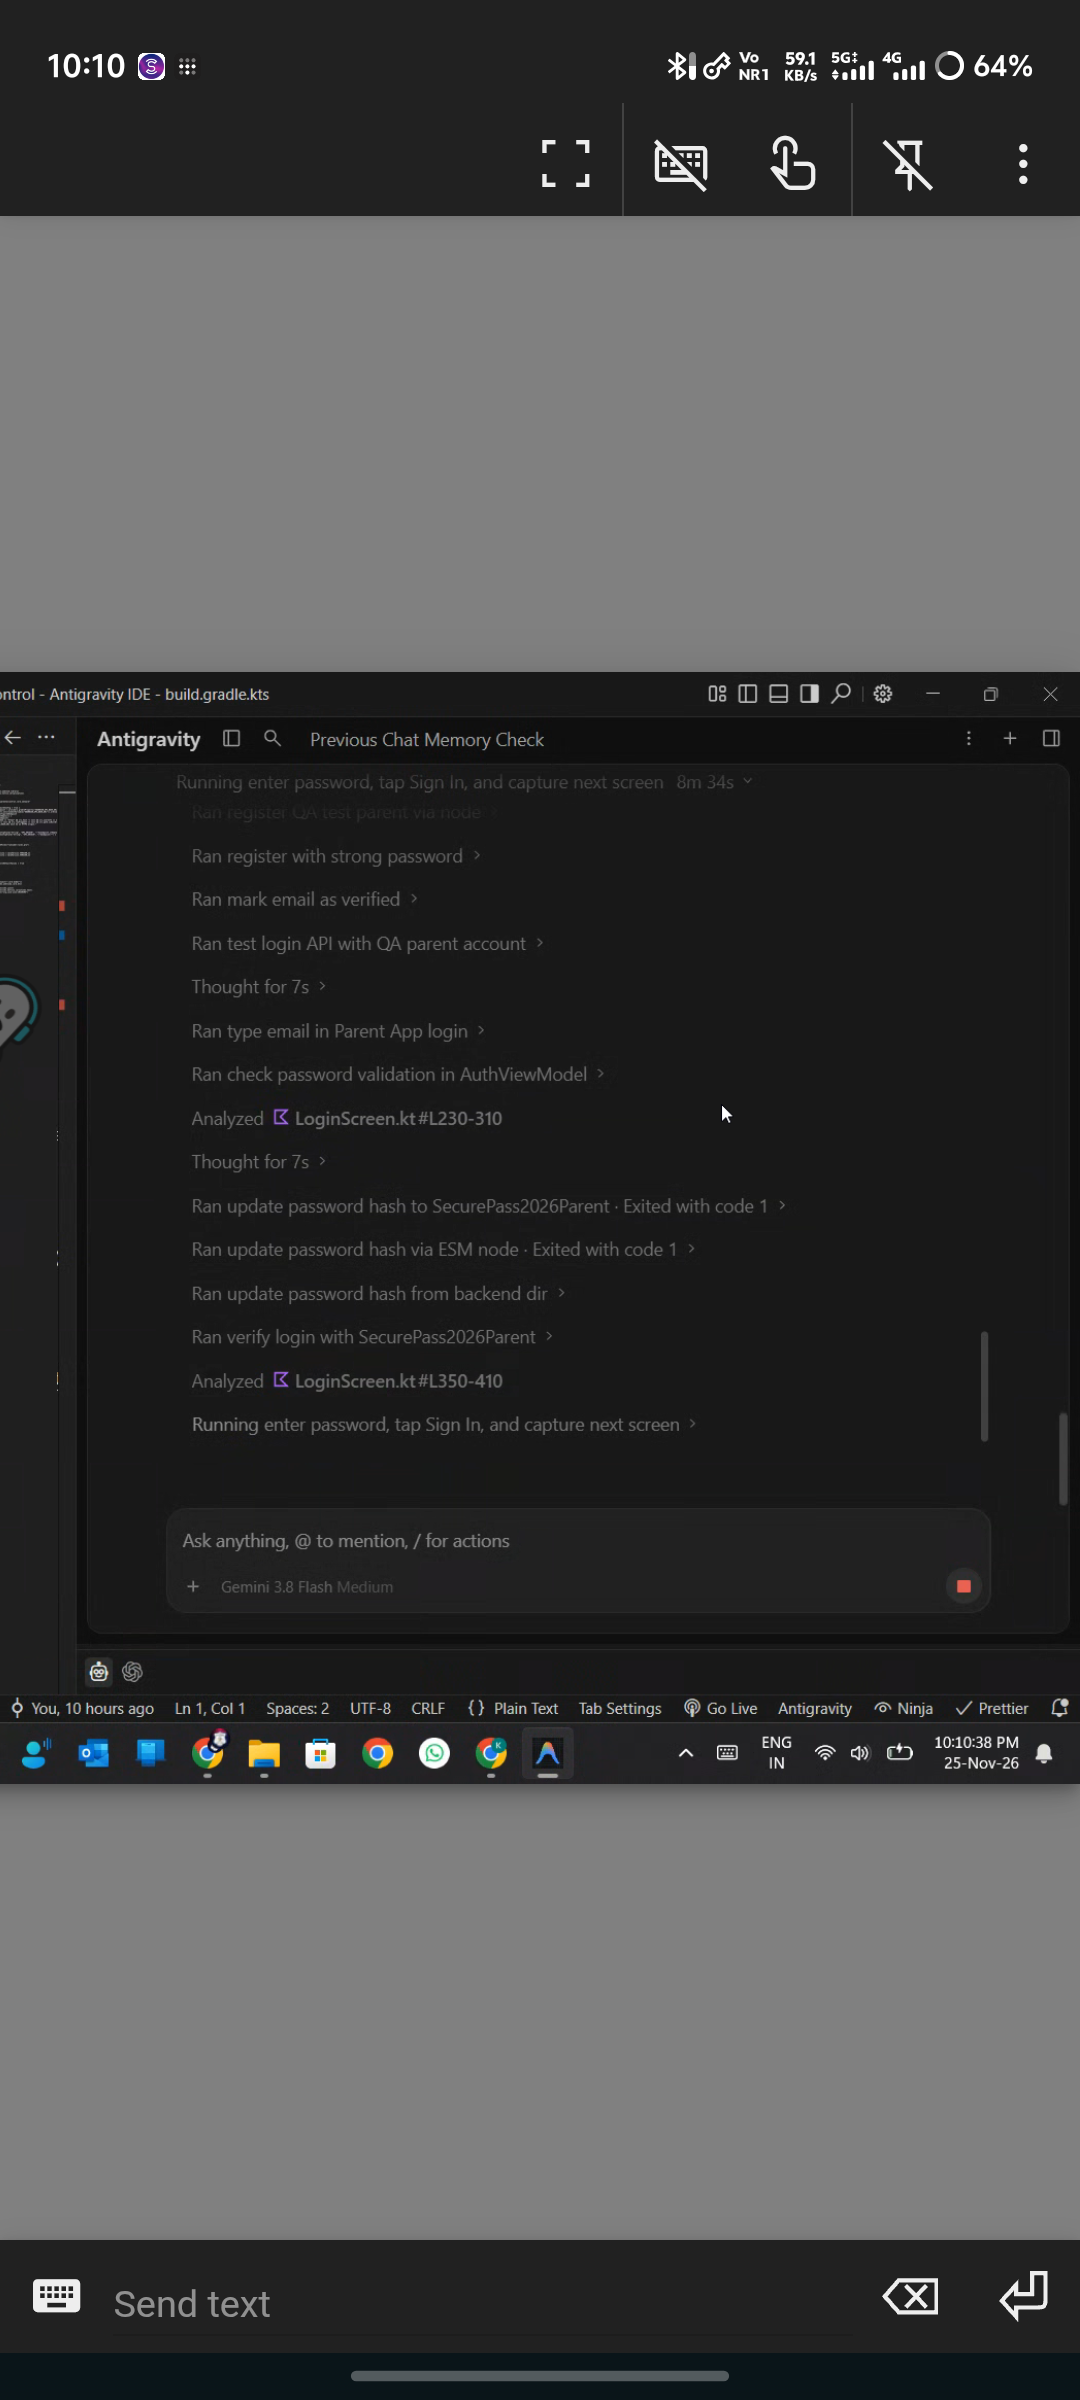 10:10
Vo NR1 59.1 KB/s 5G 4G 64%
ontrol - Antigravity IDE - build.gradle.kts
Antigravity Previous Chat Memory Check
Running enter password, tap Sign In, and capture next screen 8m 34s
Ran register QA test parent via node
Ran register with strong password
Ran mark email as verified
Ran test login API with QA parent account
Thought for 7s
Ran type email in Parent App login
Ran check password validation in AuthViewModel
Analyzed LoginScreen.kt#L230-310
Thought for 7s
Ran update password hash to SecurePass2026Parent · Exited with code 1
Ran update password hash via ESM node · Exited with code 1
Ran update password hash from backend dir
Ran verify login with SecurePass2026Parent
Analyzed LoginScreen.kt#L350-410
Running enter password, tap Sign In, and capture next screen
Ask anything, @ to mention, / for actions
Gemini 3.8 Flash Medium
You, 10 hours ago Ln 1, Col 1 Spaces: 2 UTF-8 CRLF {} Plain Text Tab Settings Go Live Antigravity Ninja Prettier
ENG 10:10:38 PM
IN 25-Nov-26
Send text